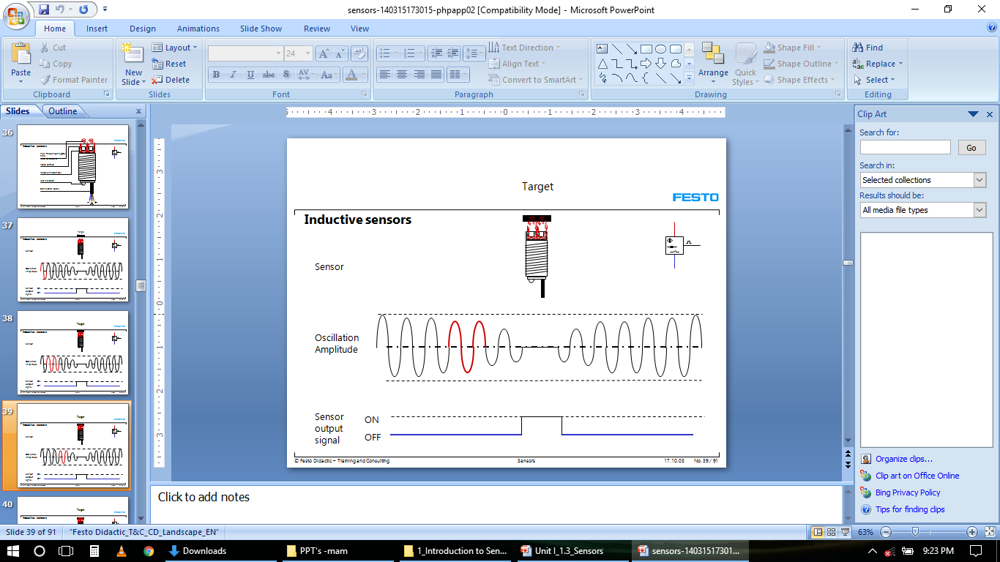 sensors-140315173015-phpapp02 [Compatibility Mode] - Microsoft PowerPoint
Home Insert Design Animations Slide Show Review View
Paste
Cut
Copy
Format Painter
Clipboard
New Slide
Layout
Reset
Delete
Slides
24
B I U abc S AV Aa A
Font
Paragraph
Text Direction
Align Text
Convert to SmartArt
Arrange
Quick Styles
Shape Fill
Shape Outline
Shape Effects
Drawing
Find
Replace
Select
Editing
Slides Outline
36
37
38
39
40
Target
FESTO
Inductive sensors
Sensor
Oscillation
Amplitude
Sensor
output
signal
ON
OFF
© Festo Didactic – Training and Consulting Sensors 17.10.03 No. 39 / 91
Click to add notes
Clip Art
Search for:
Go
Search in:
Selected collections
Results should be:
All media file types
Organize clips...
Clip art on Office Online
Bing Privacy Policy
Tips for finding clips
Slide 39 of 91 "Festo Didactic_T&C_CD_Landscape_EN" 63%
Downloads PPT's -mam 1_Introduction to Sen... Unit I_1.3_Sensors sensors-14031517301... 9:23 PM